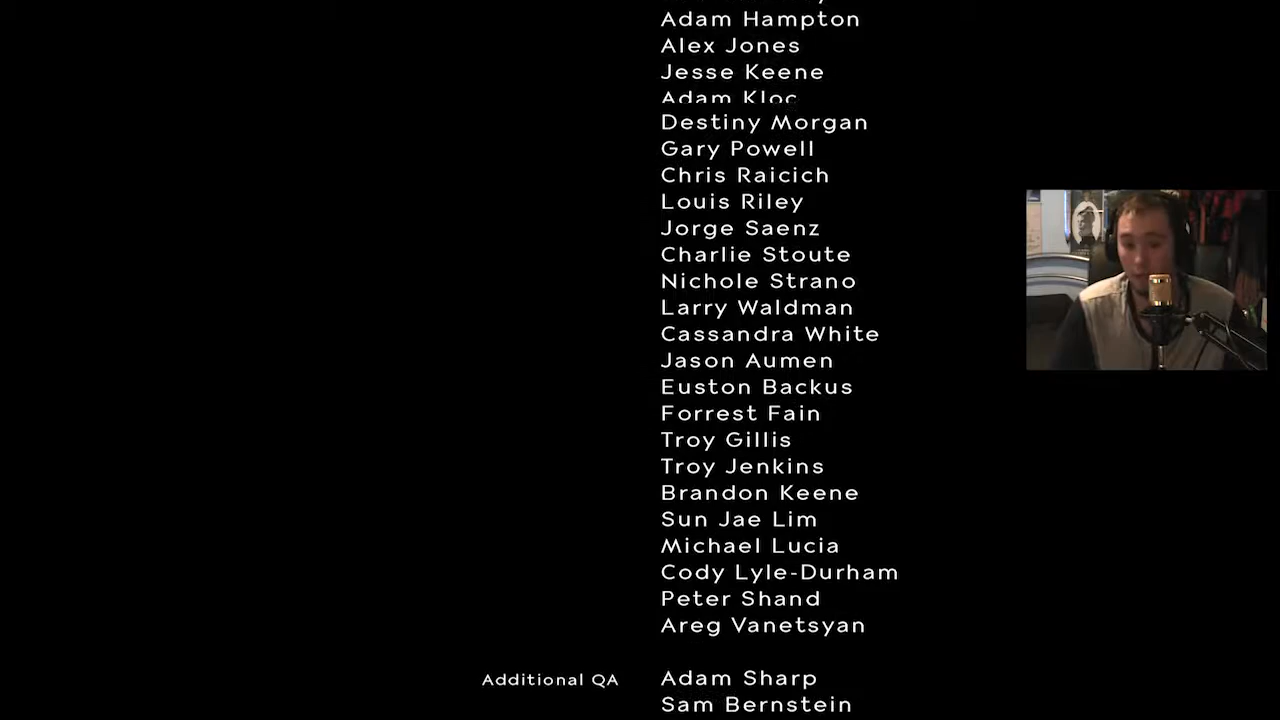 Adam Hampton
Alex Jones
Jesse Keene
Adam Kloc
Destiny Morgan
Gary Powell
Chris Raicich
Louis Riley
Jorge Saenz
Charlie Stoute
Nichole Strano
Larry Waldman
Cassandra White
Jason Aumen
Euston Backus
Forrest Fain
Troy Gillis
Troy Jenkins
Brandon Keene
Sun Jae Lim
Michael Lucia
Cody Lyle-Durham
Peter Shand
Areg Vanetsyan
Additional QA Adam Sharp
Sam Bernstein